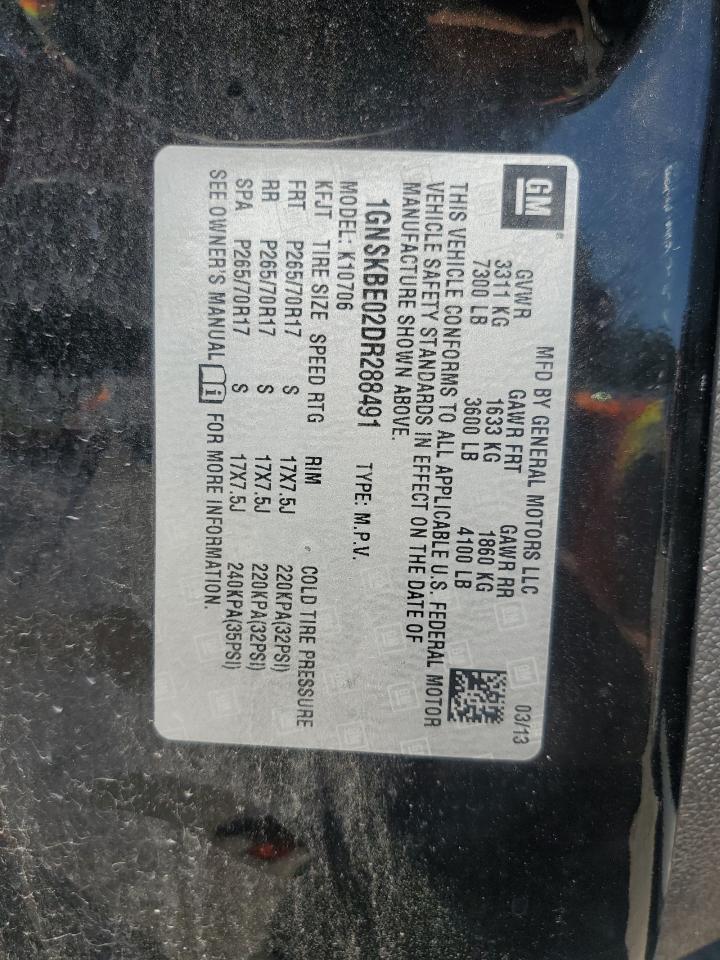 GM
MFD BY GENERAL MOTORS LLC 03/13
GVWR GAWR FRT GAWR RR
3311 KG 1633 KG 1860 KG
7300 LB 3600 LB 4100 LB
THIS VEHICLE CONFORMS TO ALL APPLICABLE U.S. FEDERAL MOTOR
VEHICLE SAFETY STANDARDS IN EFFECT ON THE DATE OF
MANUFACTURE SHOWN ABOVE.
1GNSKBE02DR288491 TYPE: M.P.V.
MODEL: K10706
KFJT TIRE SIZE SPEED RTG RIM COLD TIRE PRESSURE
FRT P265/70R17 S 17X7.5J 220KPA(32PSI)
RR P265/70R17 S 17X7.5J 220KPA(32PSI)
SPA P265/70R17 S 17X7.5J 240KPA(35PSI)
SEE OWNER'S MANUAL i FOR MORE INFORMATION.